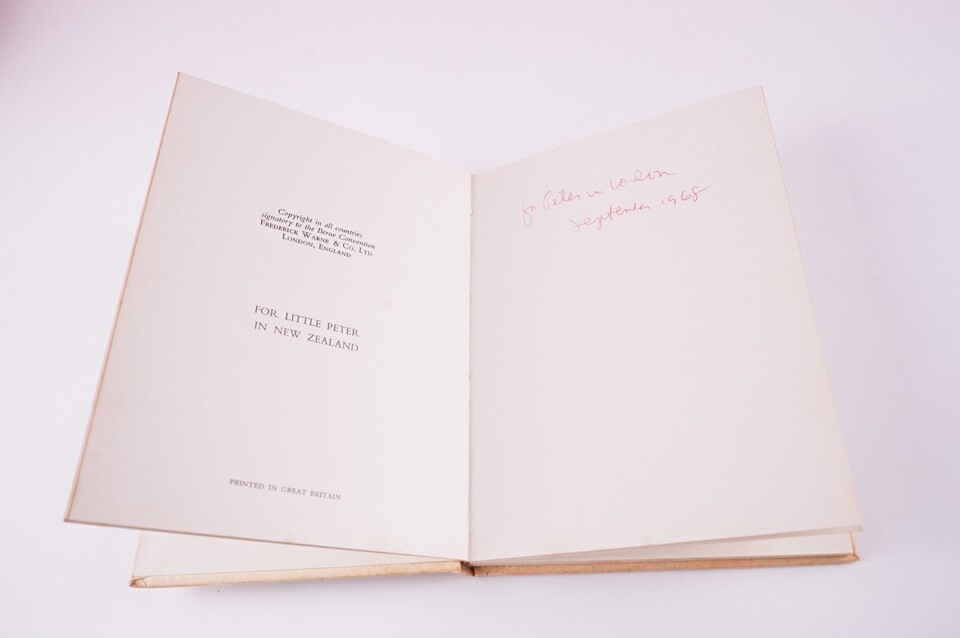 Copyright in all countries
signatory to the Berne Convention
FREDERICK WARNE & CO. LTD.
LONDON, ENGLAND
FOR LITTLE PETER
IN NEW ZEALAND
PRINTED IN GREAT BRITAIN
for Peter in London
September 1968